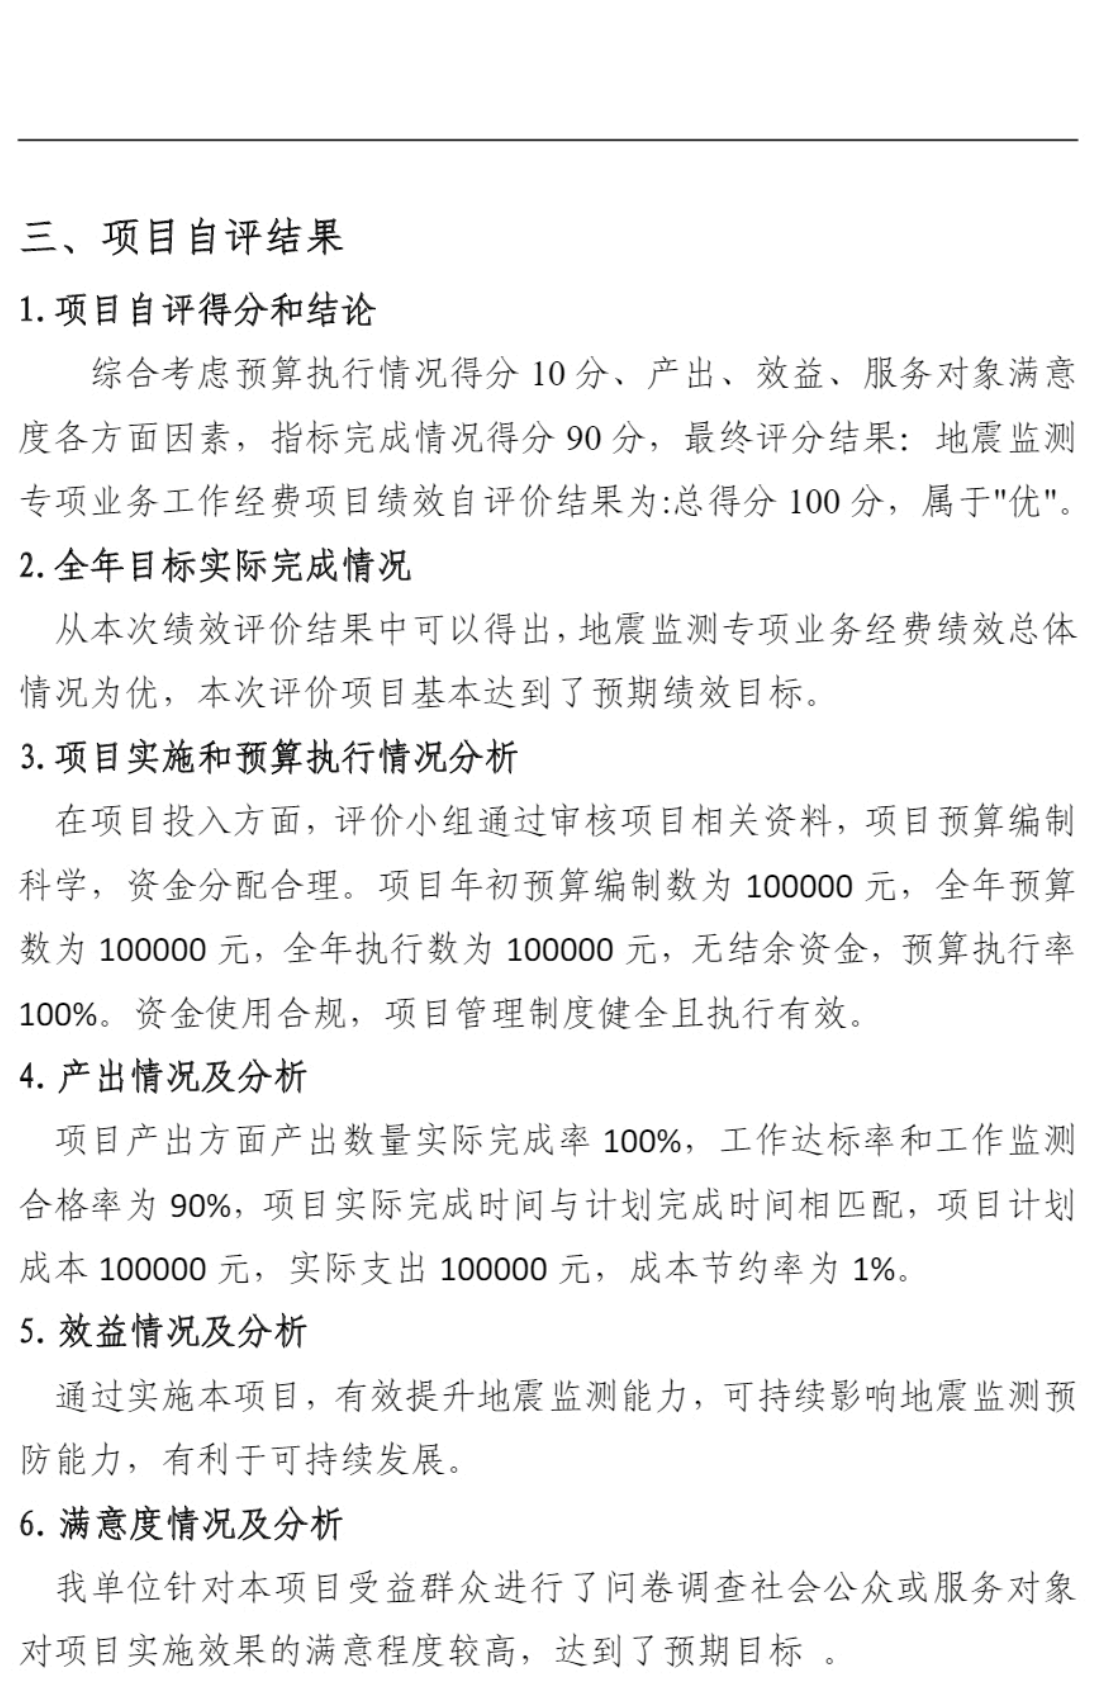 三、项目自评结果
1.项目自评得分和结论
综合考虑预算执行情况得分 10 分、产出、效益、服务对象满意
度各方面因素，指标完成情况得分 90 分，最终评分结果： 地震监测
专项业务工作经费项目绩效自评价结果为:总得分 100 分，属于"优"。
2.全年目标实际完成情况
从本次绩效评价结果中可以得出,地震监测专项业务经费绩效总体
情况为优，本次评价项目基本达到了预期绩效目标。
3.项目实施和预算执行情况分析
在项目投入方面，评价小组通过审核项目相关资料，项目预算编制
科学，资金分配合理。项目年初预算编制数为 100000 元，全年预算
数为 100000 元，全年执行数为 100000 元，无结余资金，预算执行率
100%。资金使用合规，项目管理制度健全且执行有效。
4. 产出情况及分析
项目产出方面产出数量实际完成率 100%，工作达标率和工作监测
合格率为 90%，项目实际完成时间与计划完成时间相匹配，项目计划
成本 100000 元，实际支出 100000 元，成本节约率为 1%。
5. 效益情况及分析
通过实施本项目，有效提升地震监测能力，可持续影响地震监测预
防能力，有利于可持续发展。
6. 满意度情况及分析
我单位针对本项目受益群众进行了问卷调查社会公众或服务对象
对项目实施效果的满意程度较高，达到了预期目标 。